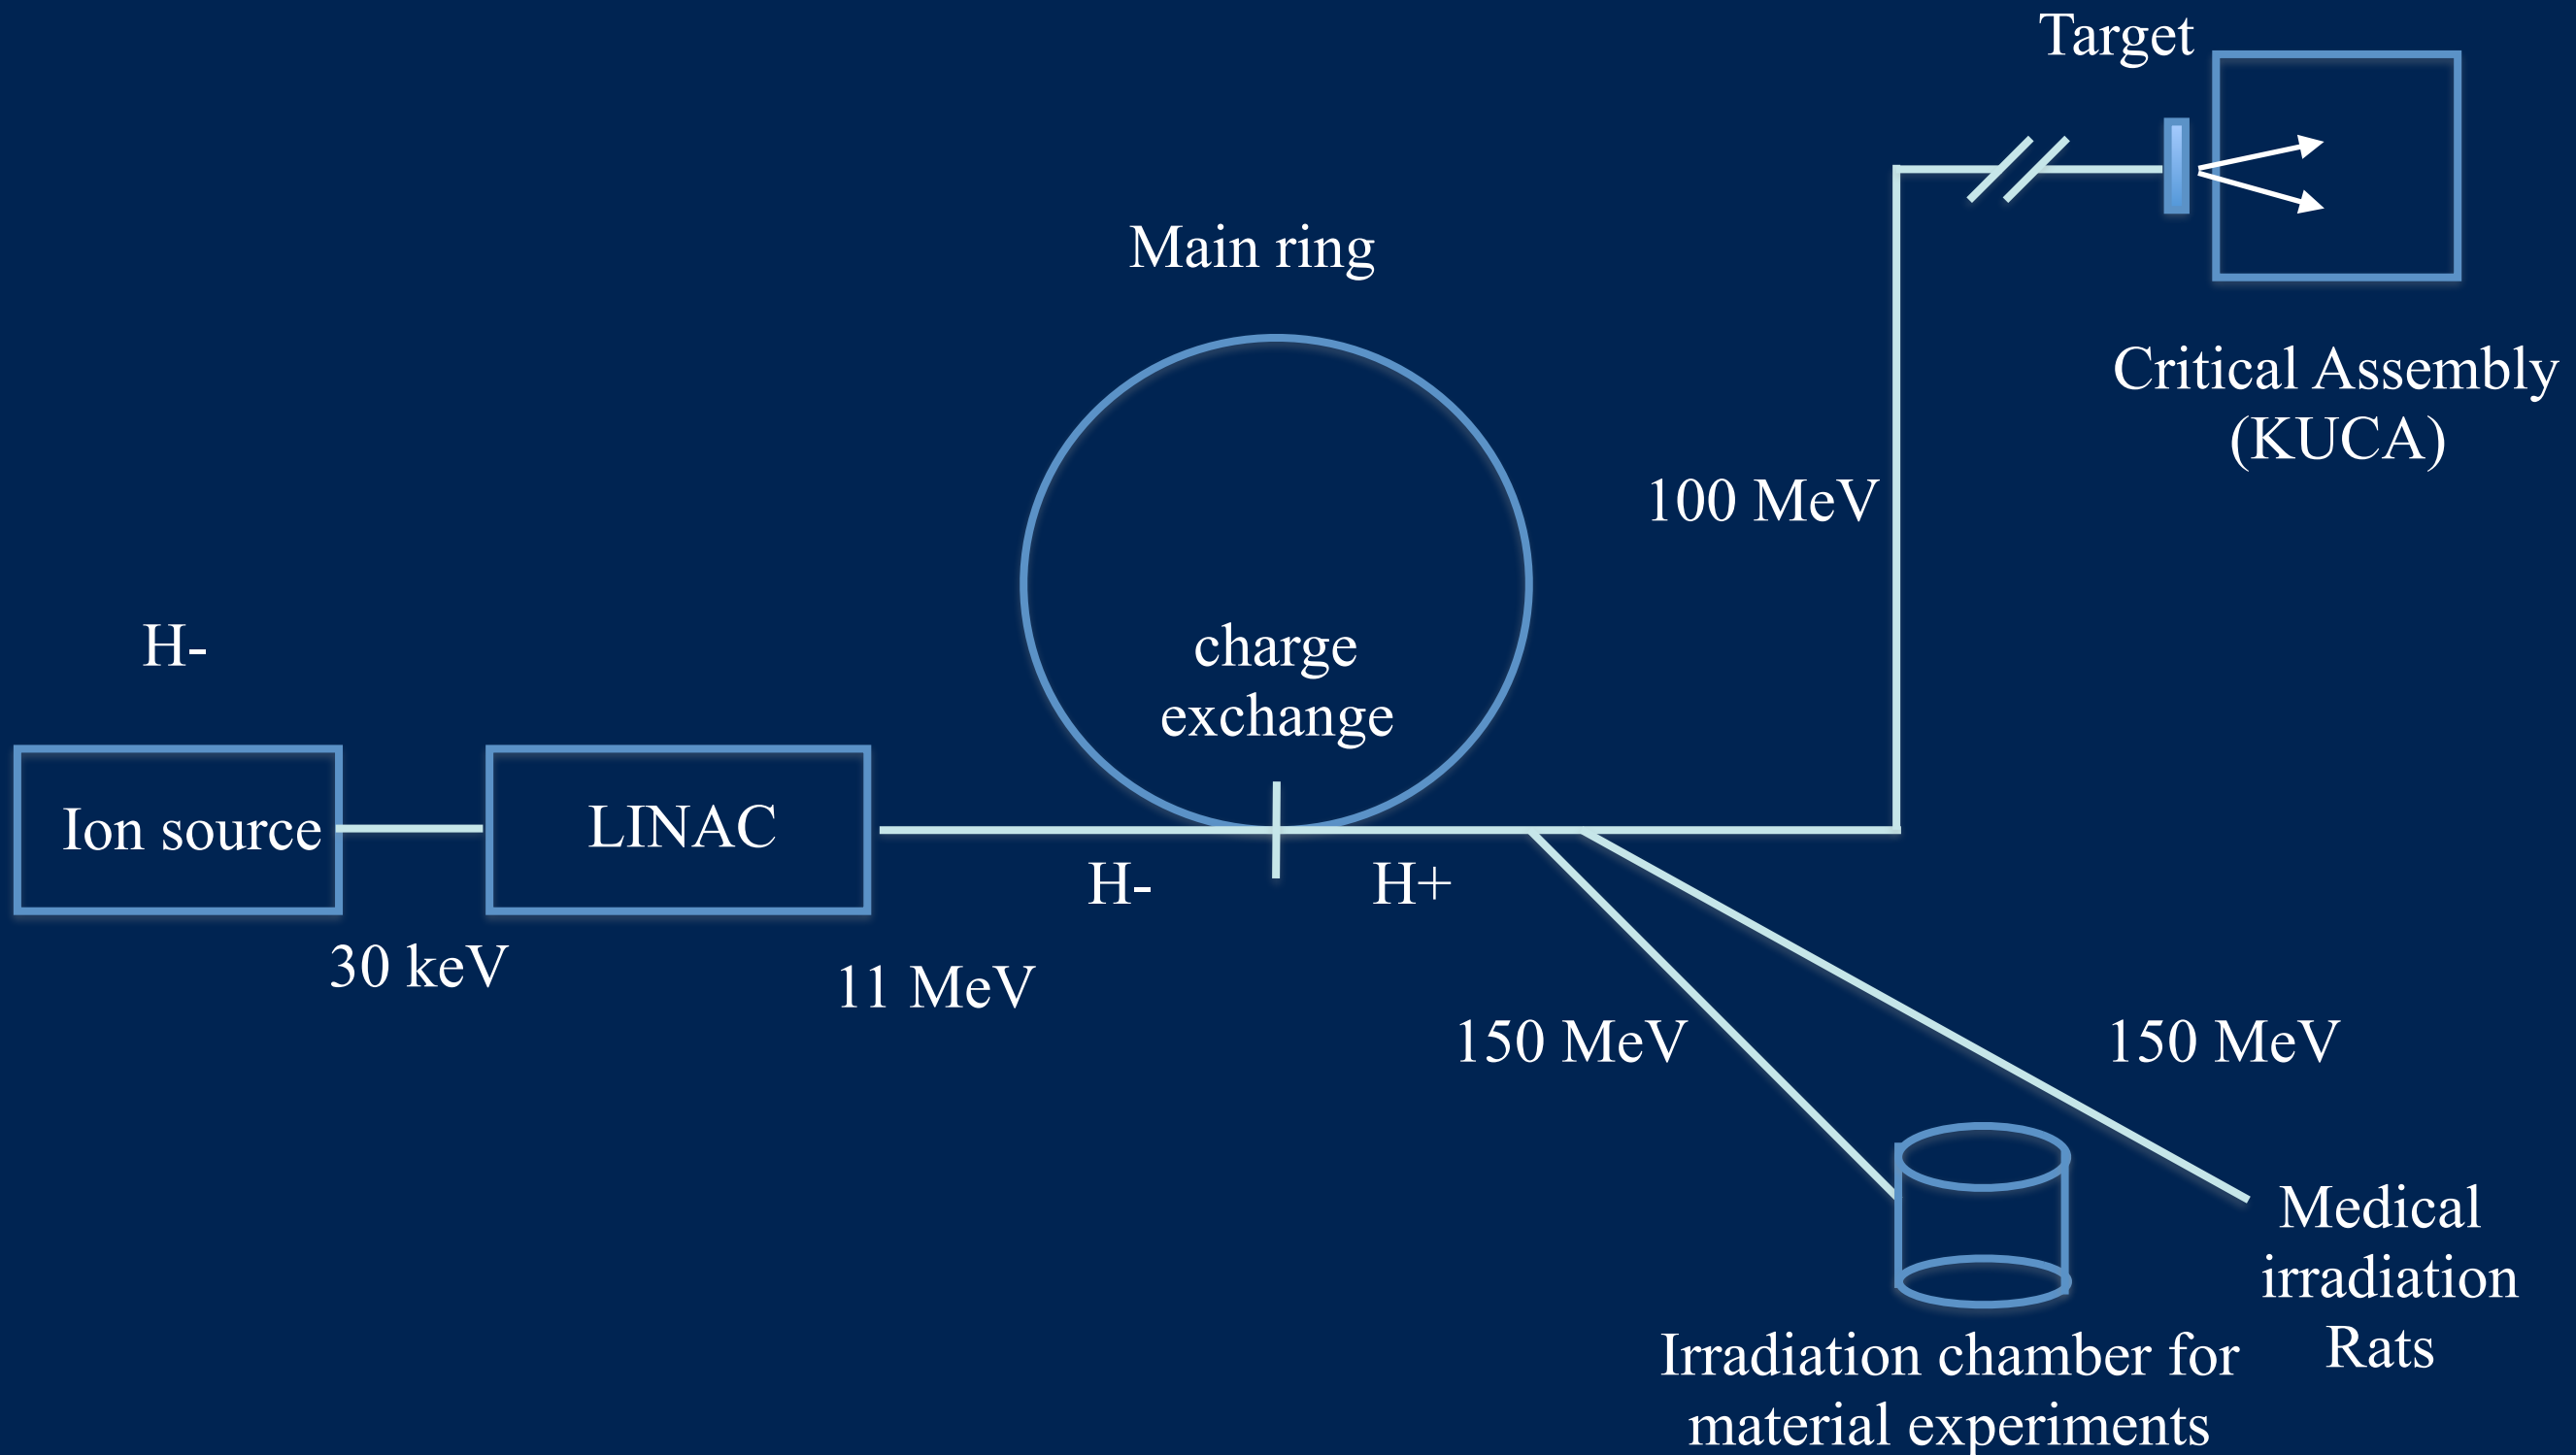 Target
Main ring
Critical Assembly
(KUCA)
100 MeV
H-
charge
exchange
Ion source
LINAC
H-
H+
30 keV
11 MeV
150 MeV
150 MeV
Medical
irradiation
Rats
Irradiation chamber for
material experiments